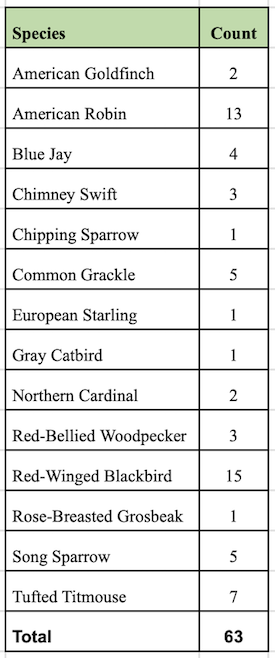 Species Count
American Goldfinch 2
American Robin 13
Blue Jay 4
Chimney Swift 3
Chipping Sparrow 1
Common Grackle 5
European Starling 1
Gray Catbird 1
Northern Cardinal 2
Red-Bellied Woodpecker 3
Red-Winged Blackbird 15
Rose-Breasted Grosbeak 1
Song Sparrow 5
Tufted Titmouse 7
Total 63